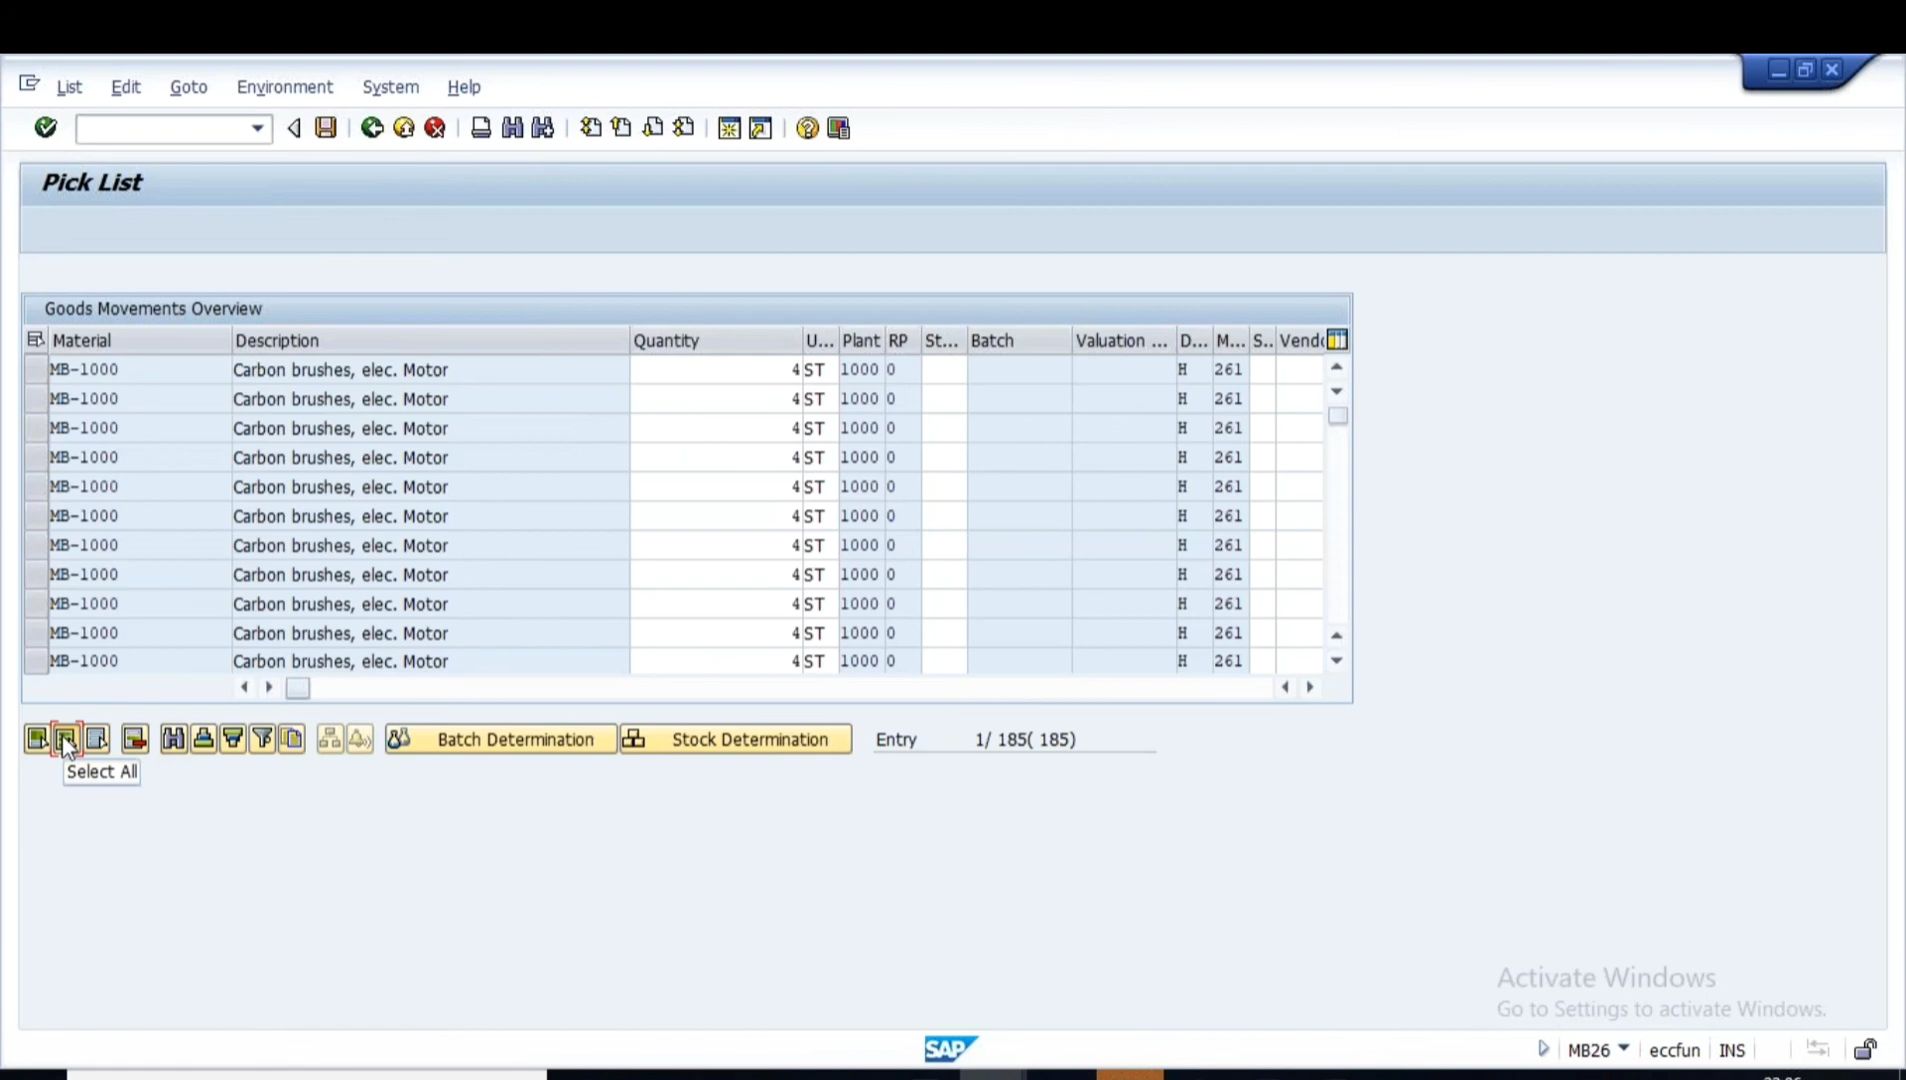 List Edit Goto Environment System Help
Pick List
Goods Movements Overview
Material Description Quantity U... Plant RP St... Batch Valuation ... D... M... S.. Vendo
MB-1000 Carbon brushes, elec. Motor 4 ST 1000 0 H 261
MB-1000 Carbon brushes, elec. Motor 4 ST 1000 0 H 261
MB-1000 Carbon brushes, elec. Motor 4 ST 1000 0 H 261
MB-1000 Carbon brushes, elec. Motor 4 ST 1000 0 H 261
MB-1000 Carbon brushes, elec. Motor 4 ST 1000 0 H 261
MB-1000 Carbon brushes, elec. Motor 4 ST 1000 0 H 261
MB-1000 Carbon brushes, elec. Motor 4 ST 1000 0 H 261
MB-1000 Carbon brushes, elec. Motor 4 ST 1000 0 H 261
MB-1000 Carbon brushes, elec. Motor 4 ST 1000 0 H 261
MB-1000 Carbon brushes, elec. Motor 4 ST 1000 0 H 261
MB-1000 Carbon brushes, elec. Motor 4 ST 1000 0 H 261
Batch Determination Stock Determination Entry 1/ 185( 185)
Select All
Activate Windows
Go to Settings to activate Windows.
SAP MB26 eccfun INS